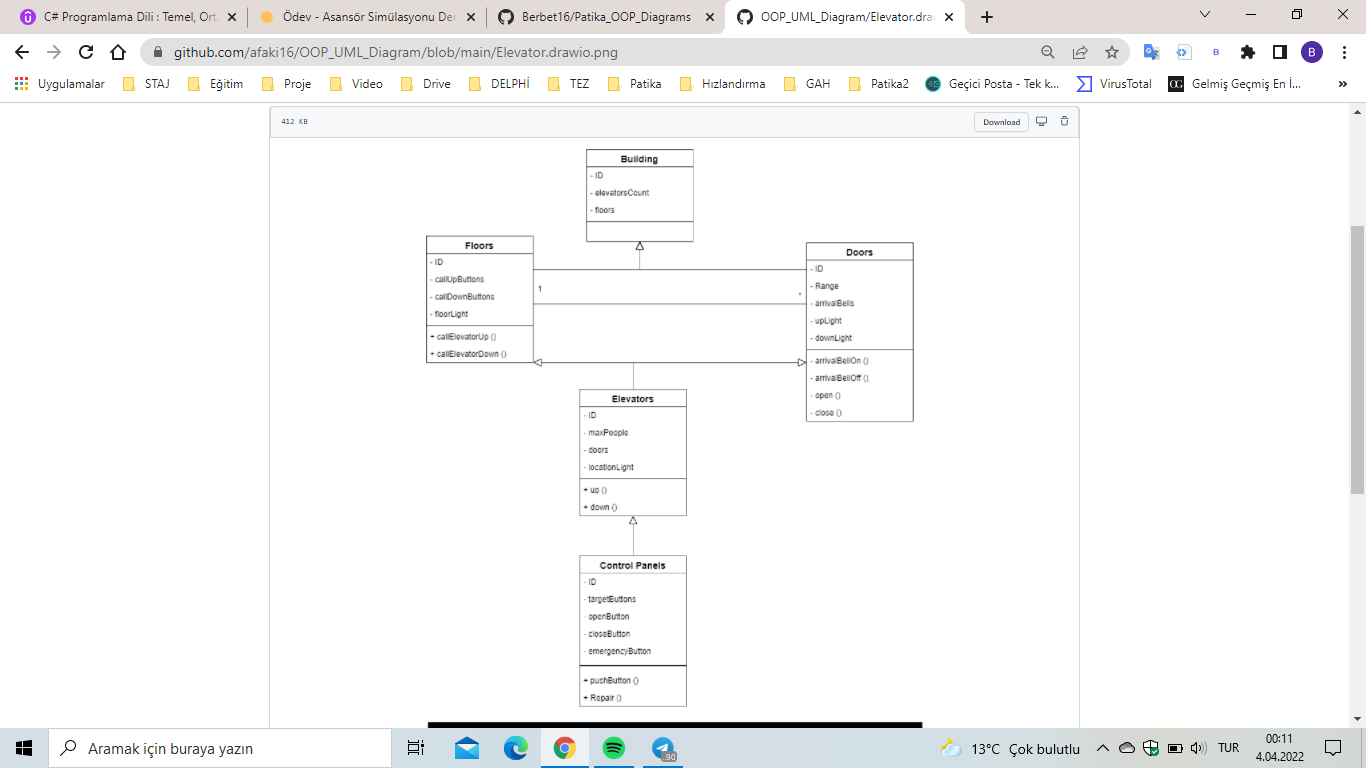 C# Programlama Dili : Temel, Ort
Ödev - Asansör Simülasyonu Der
Berbet16/Patika_OOP_Diagrams
OOP_UML_Diagram/Elevator.dra
github.com/afaki16/OOP_UML_Diagram/blob/main/Elevator.drawio.png
B
B
Uygulamalar
STAJ
Eğitim
Proje
Video
Drive
DELPHİ
TEZ
Patika
Hızlandırma
GAH
Patika2
Geçici Posta - Tek k...
VirusTotal
OG
Gelmiş Geçmiş En İ...
»
412 KB
Download
Building
- ID
- elevatorsCount
- floors
Floors
- ID
- callUpButtons
- callDownButtons
- floorLight
+ callElevatorUp ()
+ callElevatorDown ()
1
*
Doors
- ID
- Range
- arrivalBells
- upLight
- downLight
- arrivalBellOn ()
- arrivalBellOff ()
- open ()
- close ()
Elevators
- ID
- maxPeople
- doors
- locationLight
+ up ()
+ down ()
Control Panels
- ID
- targetButtons
- openButton
- closeButton
- emergencyButton
+ pushButton ()
+ Repair ()
Aramak için buraya yazın
90
13°C Çok bulutlu
TUR
00:11
4.04.2022